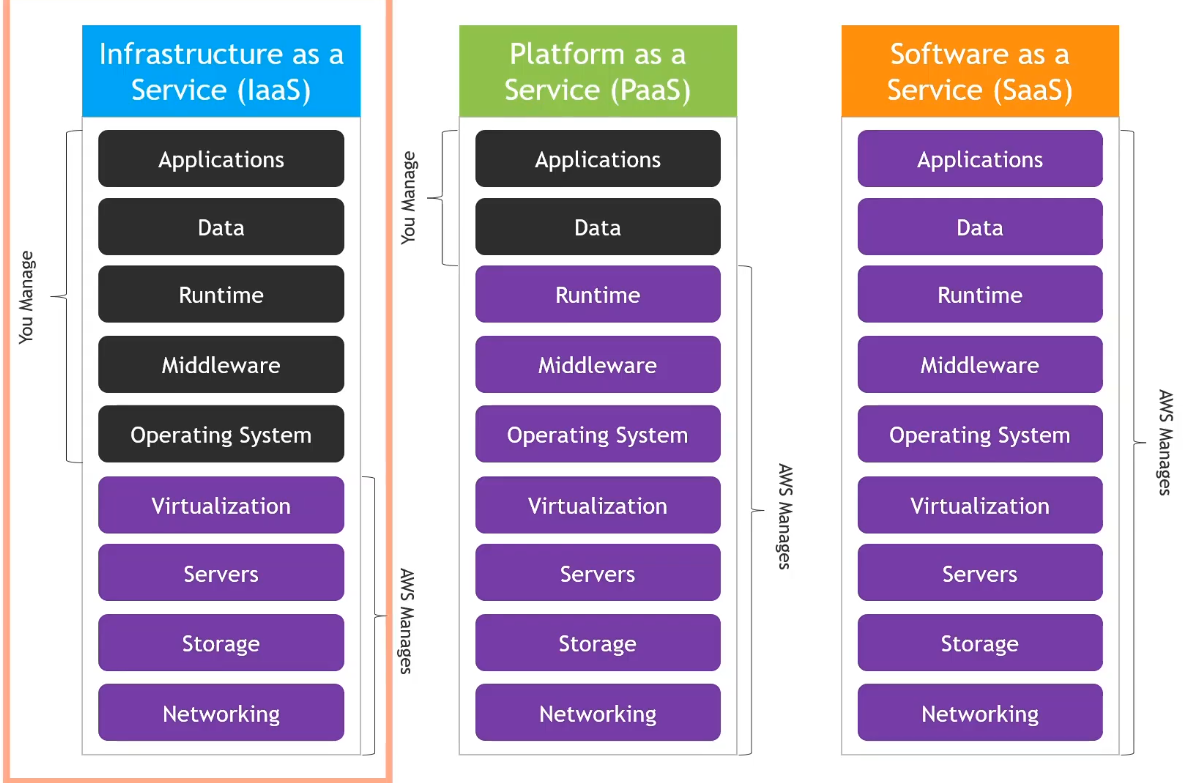 Infrastructure as a
Service (IaaS)
You Manage
Applications
Data
Runtime
Middleware
Operating System
Virtualization
Servers
Storage
Networking
AWS Manages
Platform as a
Service (PaaS)
You Manage
Applications
Data
Runtime
Middleware
Operating System
Virtualization
Servers
Storage
Networking
AWS Manages
Software as a
Service (SaaS)
Applications
Data
Runtime
Middleware
Operating System
Virtualization
Servers
Storage
Networking
AWS Manages